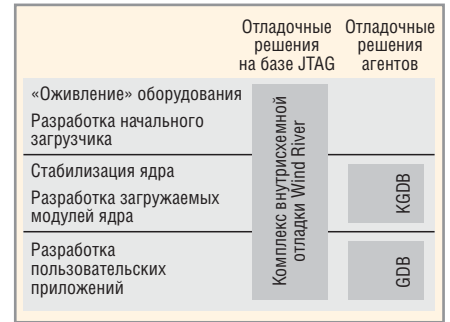 Отладочные
решения
на базе JTAG
Отладочные
решения
агентов
«Оживление» оборудования
Разработка начального
загрузчика
Стабилизация ядра
Разработка загружаемых
модулей ядра
Разработка
пользовательских
приложений
Комплекс внутрисхемной
отладки Wind River
KGDB
GDB